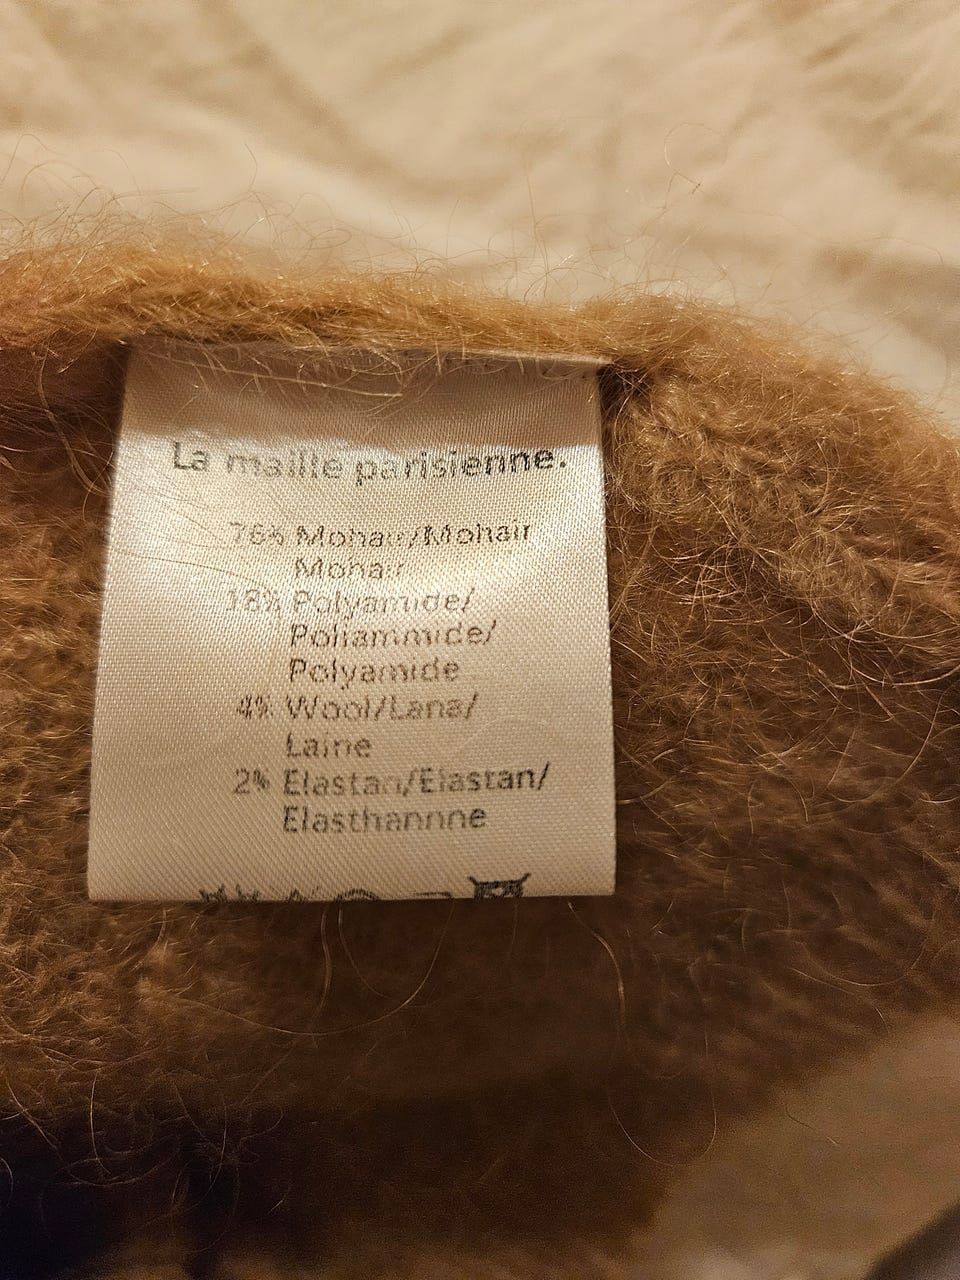 La maille parisienne.
76% Mohair/Mohair
Mohair
18% Polyamide/
Poliammide/
Polyamide
4% Wool/Lana/
Laine
2% Elastan/Elastan/
Elasthannne